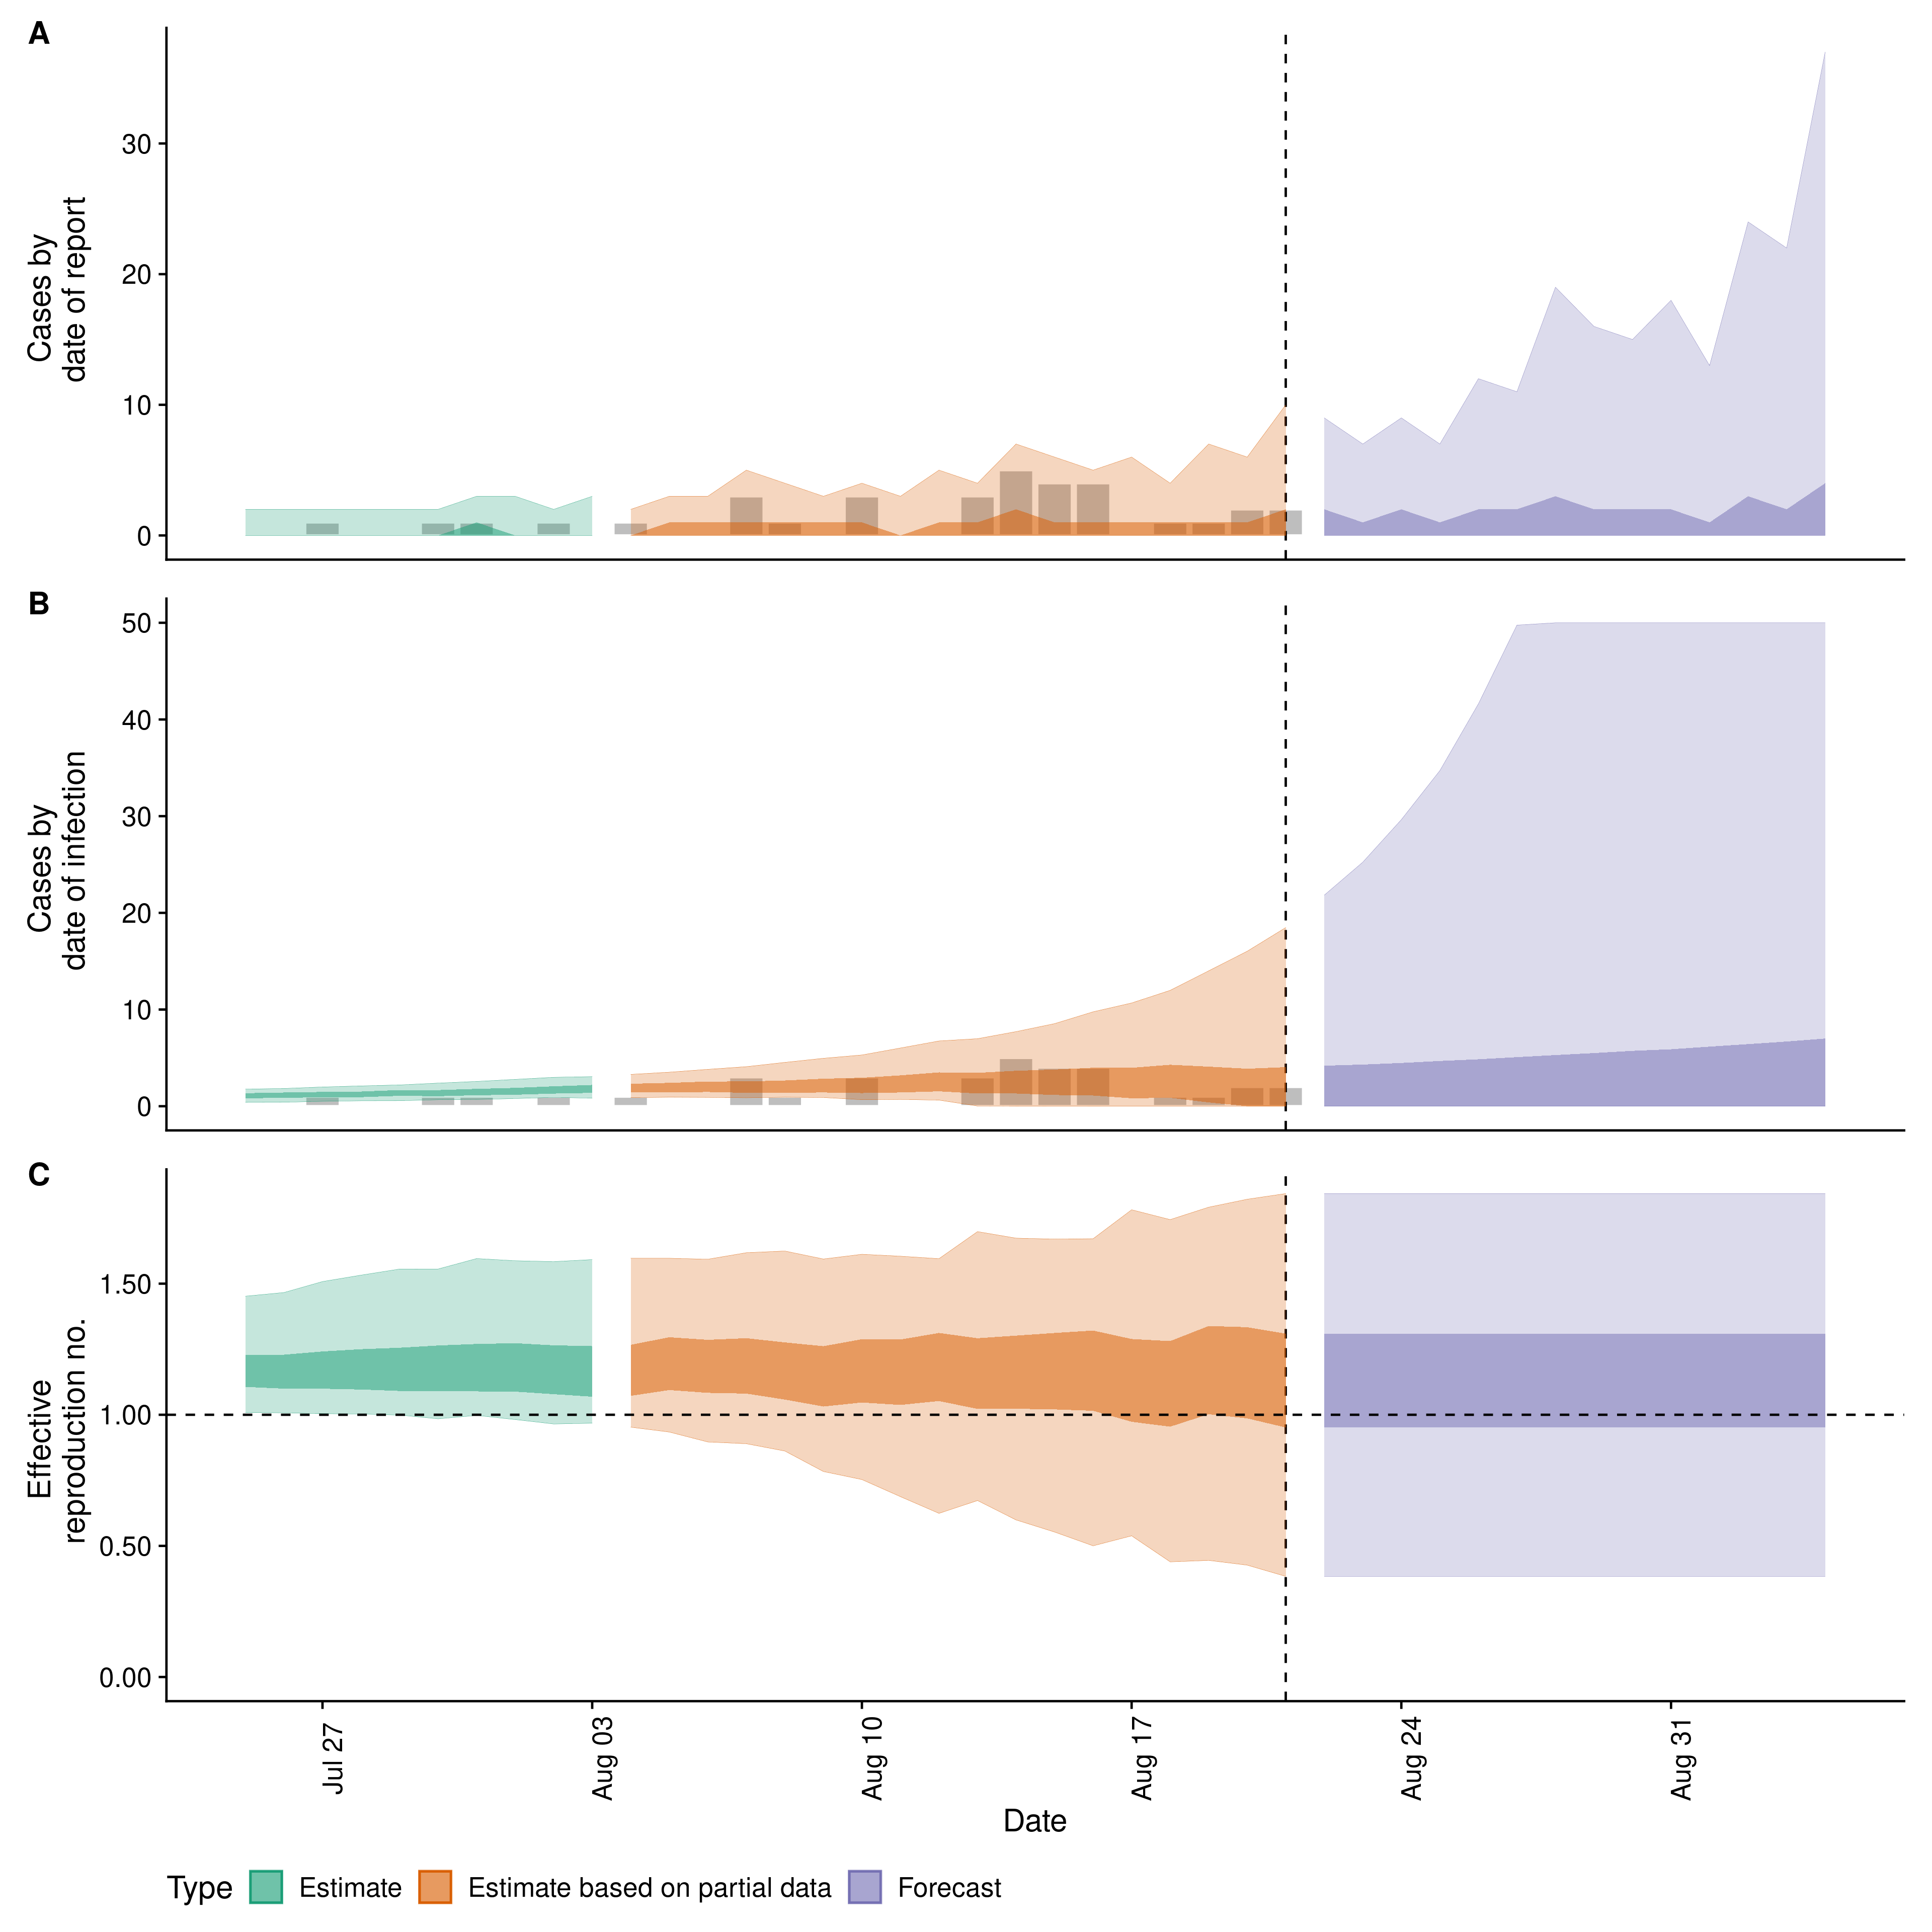 A
Cases by
date of report
30
20
10
0
B
Cases by
date of infection
50
40
30
20
10
0
C
Effective
reproduction no.
1.50
1.00
0.50
0.00
Jul 27
Aug 03
Aug 10
Aug 17
Aug 24
Aug 31
Date
Type Estimate Estimate based on partial data Forecast